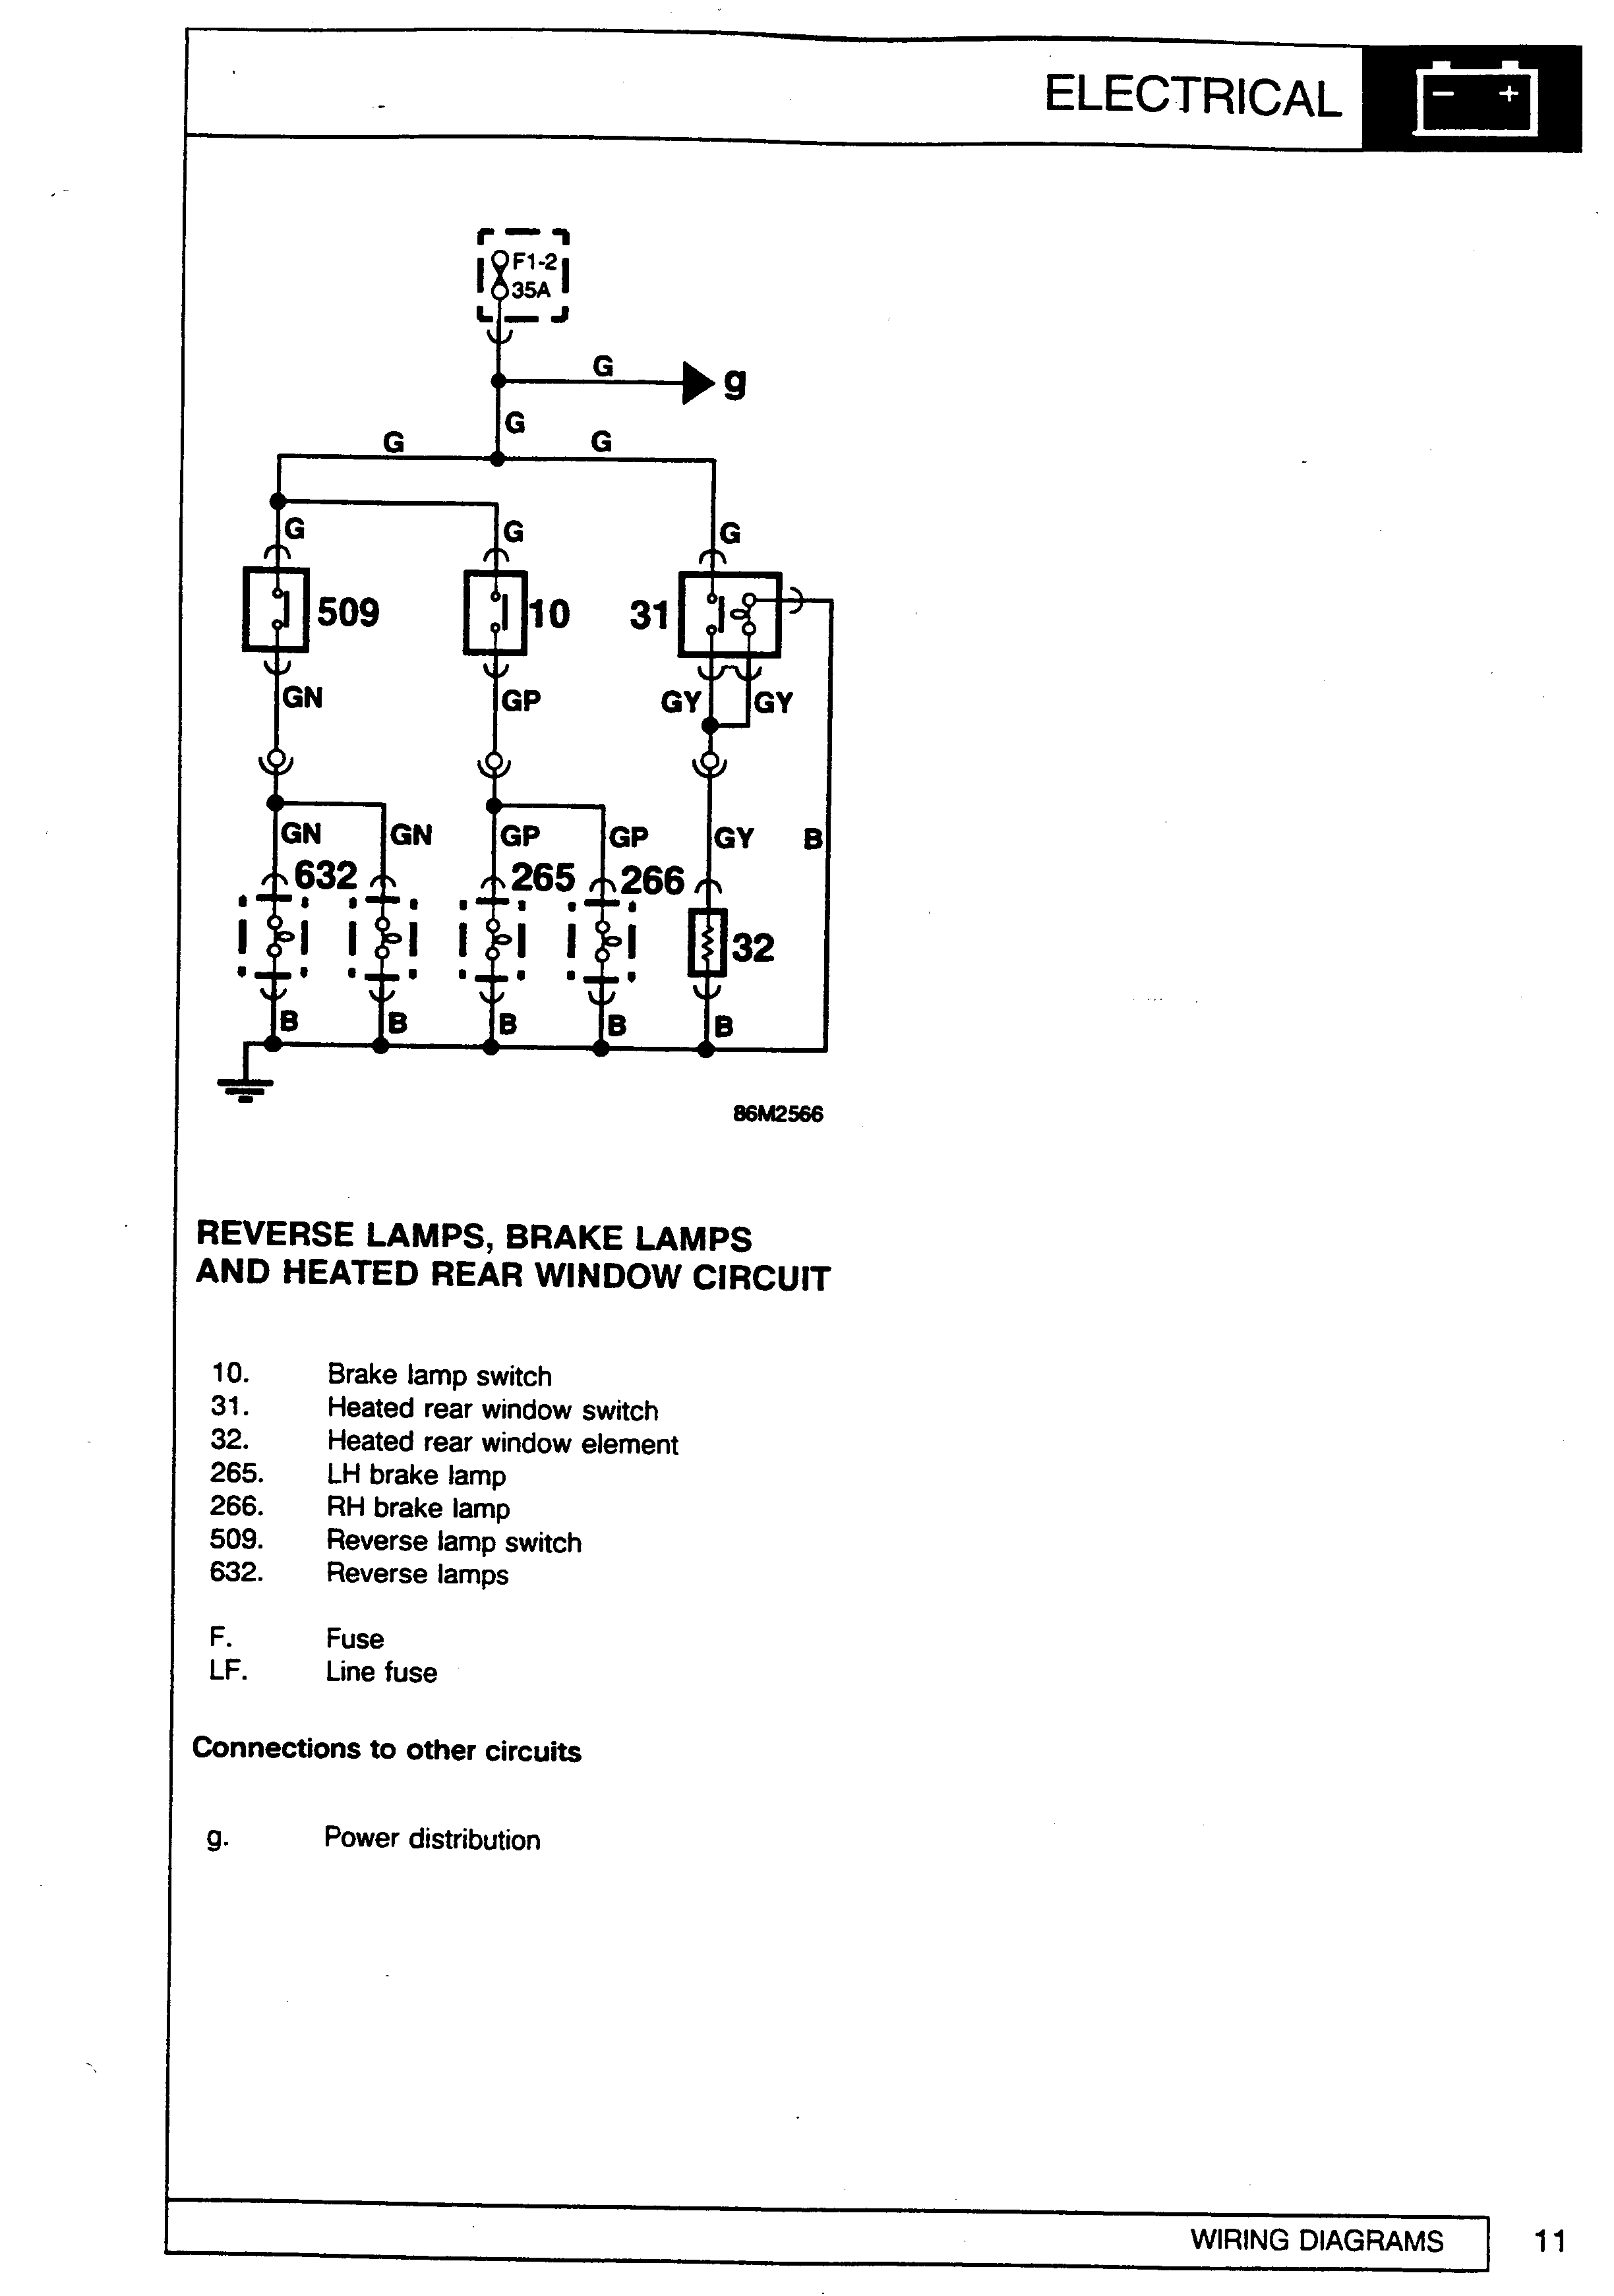 ELECTRICAL
- +
F1-2
35A
G g
G
G G
G G G
509 10 31
GN GP GY GY
GN GN GP GP GY B
632 265 266
32
B B B B B
86M2566
REVERSE LAMPS, BRAKE LAMPS
AND HEATED REAR WINDOW CIRCUIT
10. Brake lamp switch
31. Heated rear window switch
32. Heated rear window element
265. LH brake lamp
266. RH brake lamp
509. Reverse lamp switch
632. Reverse lamps
F. Fuse
LF. Line fuse
Connections to other circuits
g. Power distribution
WIRING DIAGRAMS 11